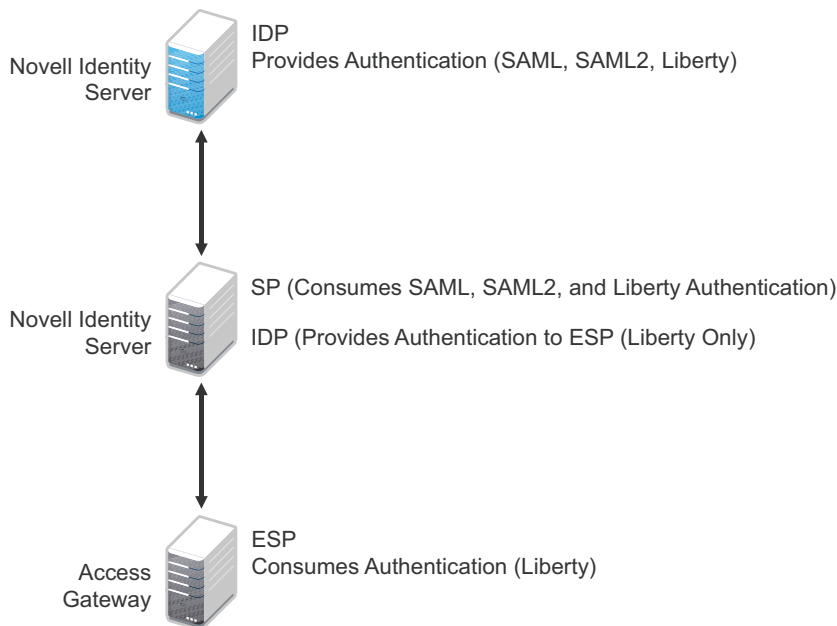 IDP
Provides Authentication (SAML, SAML2, Liberty)
Novell Identity
Server
SP (Consumes SAML, SAML2, and Liberty Authentication)
Novell Identity
Server
IDP (Provides Authentication to ESP (Liberty Only)
ESP
Consumes Authentication (Liberty)
Access
Gateway